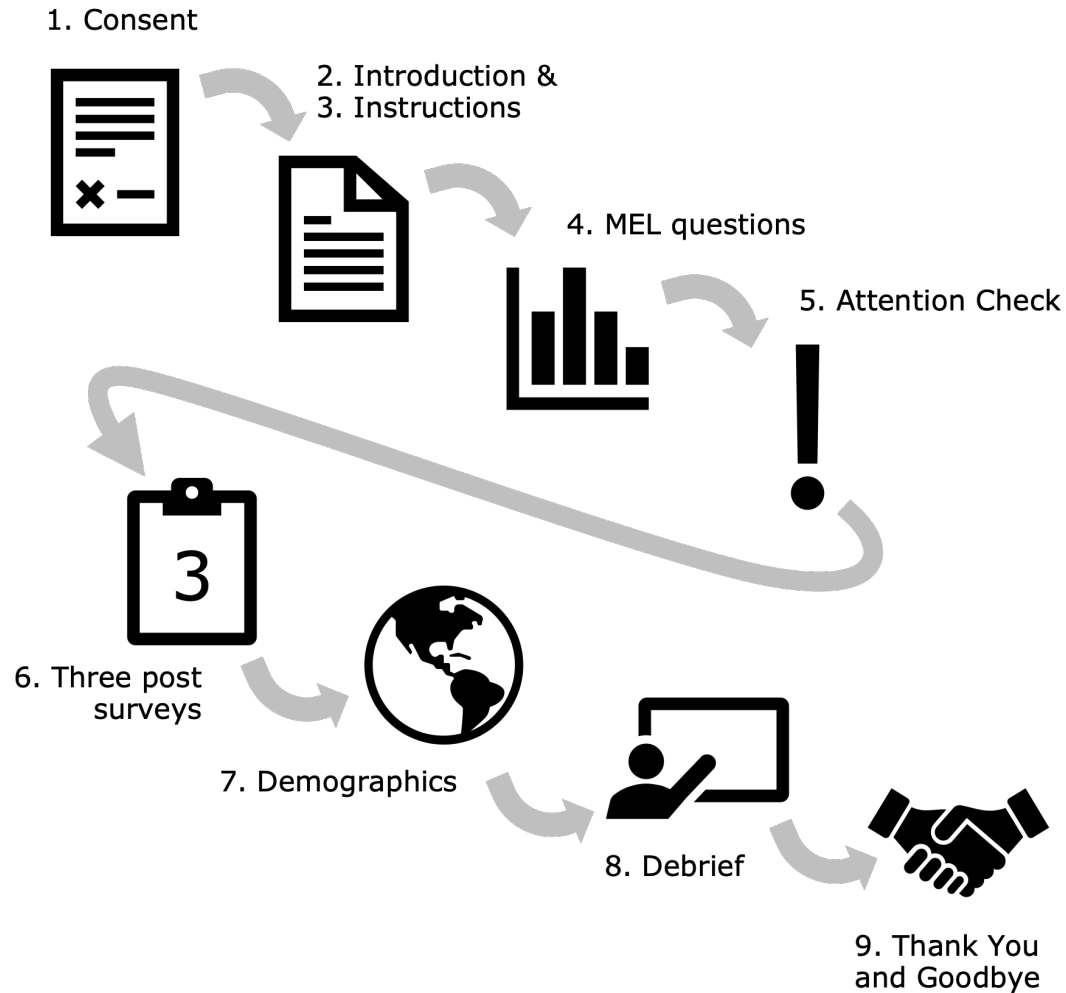 1. Consent
2. Introduction &
3. Instructions
4. MEL questions
5. Attention Check
3
6. Three post
surveys
7. Demographics
8. Debrief
9. Thank You
and Goodbye